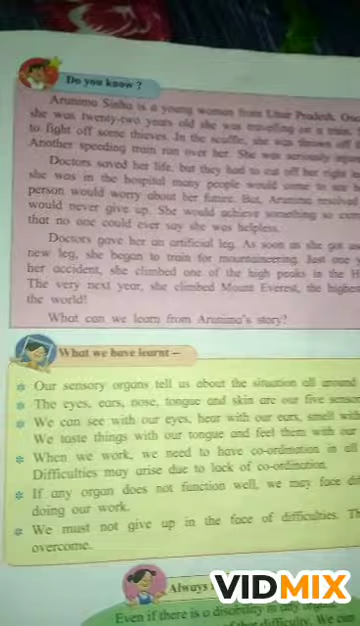 Do you know ?
Arunima Sinha is a young woman from Uttar Pradesh. Onc
she was twenty-two years old she was travelling on a train,
to fight off some thieves. In the scuffle, she was thrown off t
Another speeding train ran over her. She was seriously injur
Doctors saved her life, but they had to cut off her right le
she was in the hospital many people would come to see h
person would worry about her future. But, Arunima resolved
would never give up. She would achieve something so
that no one could ever say she was helpless.
Doctors gave her an artificial leg. As soon as she got an
new leg, she began to train for mountaineering. Just one y
her accident, she climbed one of the high peaks in the H
The very next year, she climbed Mount Everest, the highes
the world!
What can we learn from Arunima's story?
What we have learnt –
Our sensory organs tell us about the situation all around
The eyes, ears, nose, tongue and skin are our five sensor
We can see with our eyes, hear with our ears, smell with
We taste things with our tongue and feel them with our
When we work, we need to have co-ordination in all
Difficulties may arise due to lack of co-ordination.
If any organ does not function well, we may face dif
doing our work.
We must not give up in the face of difficulties. Th
overcome.
Always
Even if there is a disability in any organ
difficulty. We can
VIDMIX